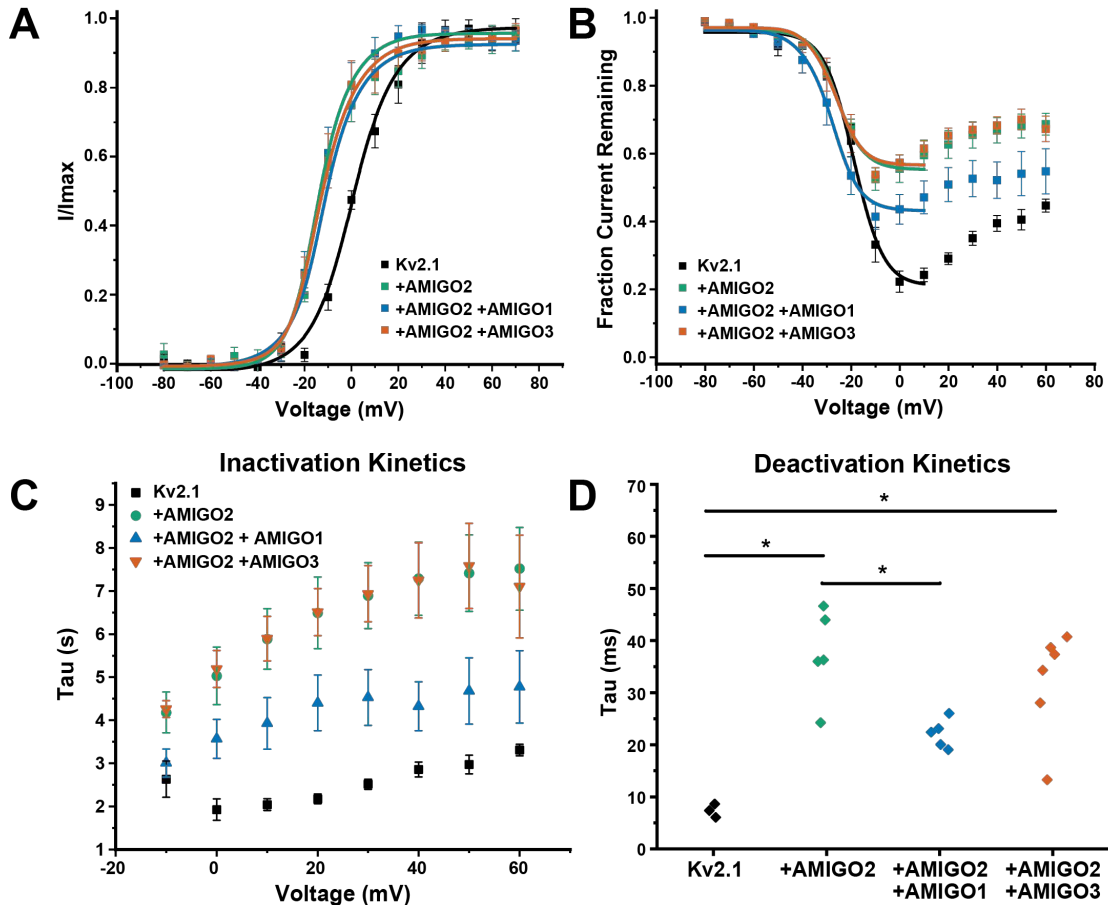 A
I/Imax
1.0
0.8
0.6
0.4
0.2
0.0
Kv2.1
+AMIGO2
+AMIGO2 +AMIGO1
+AMIGO2 +AMIGO3
-100 -80 -60 -40 -20 0 20 40 60 80
Voltage (mV)
B
Fraction Current Remaining
1.0
0.8
0.6
0.4
0.2
0.0
Kv2.1
+AMIGO2
+AMIGO2 +AMIGO1
+AMIGO2 +AMIGO3
-100 -80 -60 -40 -20 0 20 40 60 80
Voltage (mV)
C
Inactivation Kinetics
Tau (s)
9
8
7
6
5
4
3
2
1
Kv2.1
+AMIGO2
+AMIGO2 + AMIGO1
+AMIGO2 +AMIGO3
-20 0 20 40 60
Voltage (mV)
D
Deactivation Kinetics
Tau (ms)
70
60
50
40
30
20
10
0
*
*
*
Kv2.1 +AMIGO2 +AMIGO2 +AMIGO2
+AMIGO1 +AMIGO3